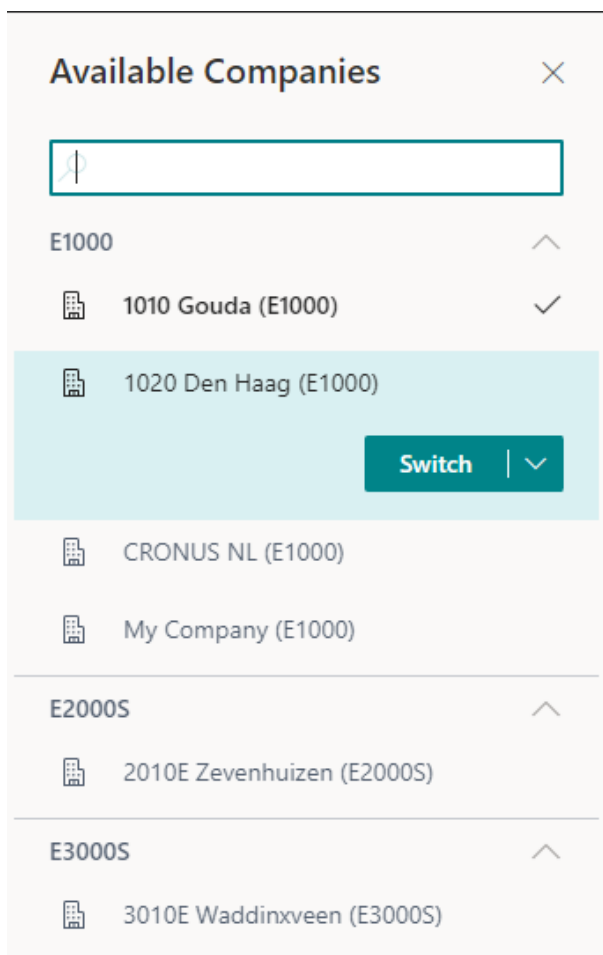 Available Companies
E1000
1010 Gouda (E1000)
1020 Den Haag (E1000)
Switch
CRONUS NL (E1000)
My Company (E1000)
E2000S
2010E Zevenhuizen (E2000S)
E3000S
3010E Waddinxveen (E3000S)